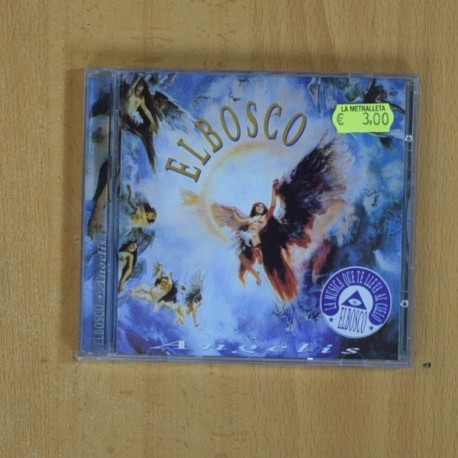 LA METRALLETA
€ 3,00
ELBOSCO
LA MÚSICA QUE TE LLEVA AL CIELO
ELBOSCO
Angelis
ELBOSCO • Angelis